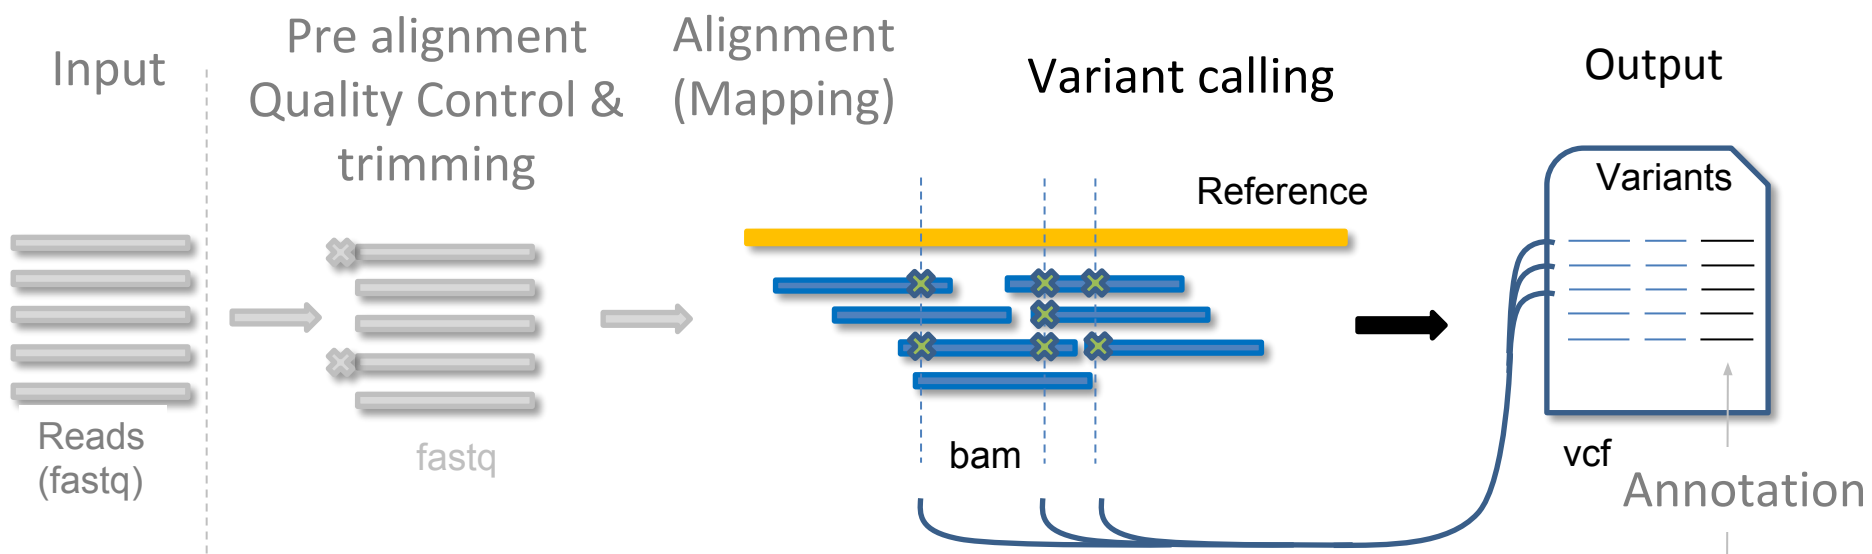 Input
Pre alignment
Quality Control &
trimming
Alignment
(Mapping)
Variant calling
Output
Reference
Variants
Reads
(fastq)
fastq
bam
vcf
Annotation